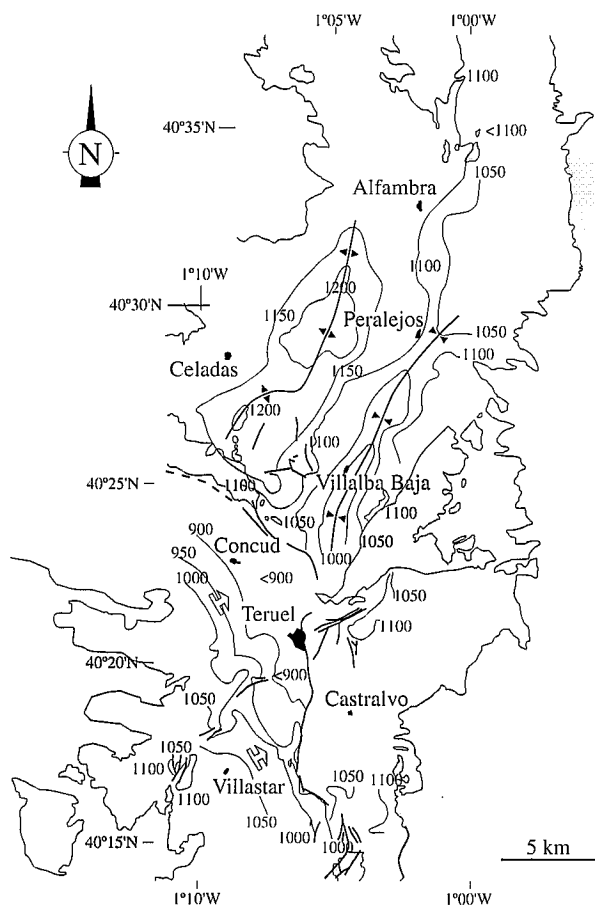 1°05'W 1°00'W
1100
N
40°35'N
<1100
1050
Alfambra
1°10'W
1100
1200
40°30'N
1150
Peralejos
1050
1100
Celadas
1150
1200
1100
40°25'N
1100
Villalba Baja
1100
1050
900
1000
1050
950
Concud
1000
<900
1050
Teruel
1100
40°20'N
<900
1050
Castralvo
1050
1100
1050
1100
1100
Villastar
1050
1000
1000
40°15'N
5 km
1°10'W 1°00'W